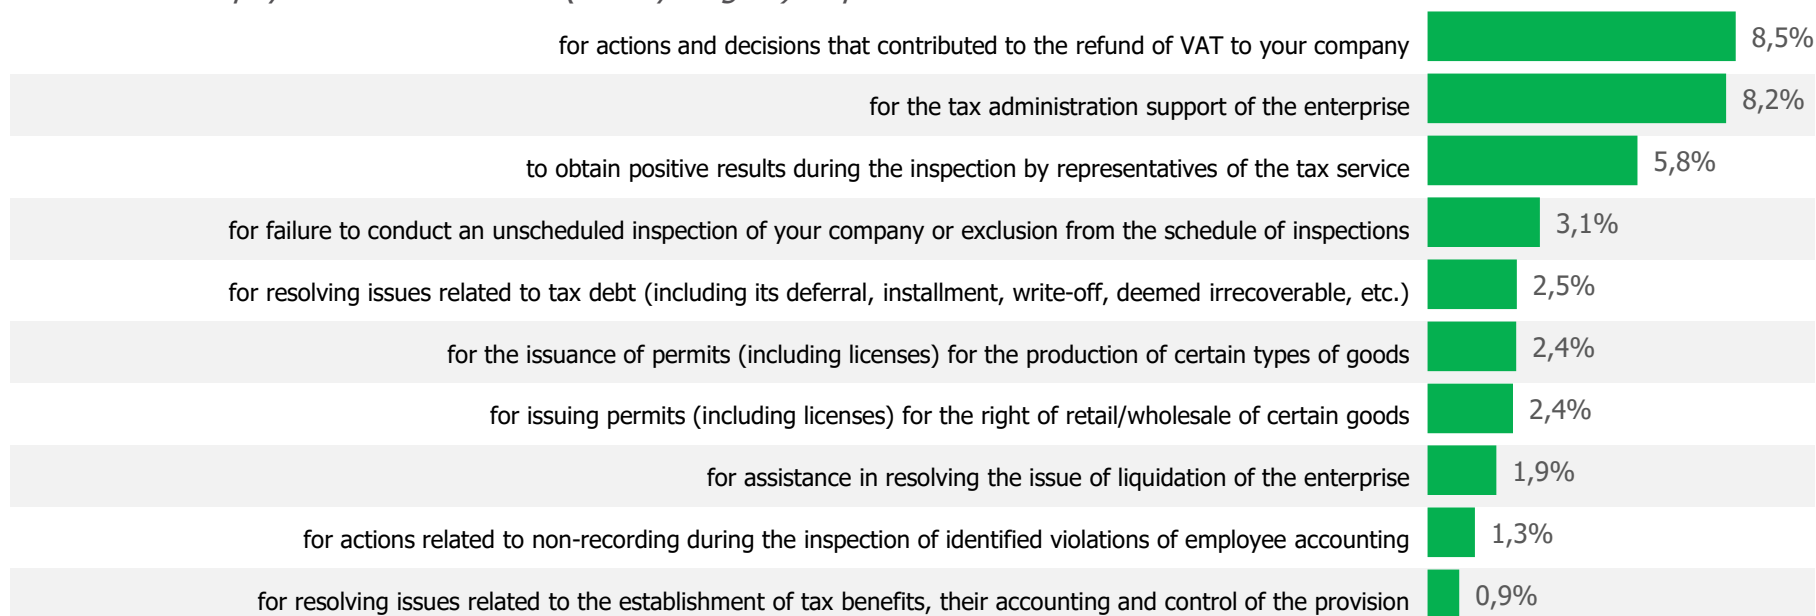 for actions and decisions that contributed to the refund of VAT to your company 8,5%
for the tax administration support of the enterprise 8,2%
to obtain positive results during the inspection by representatives of the tax service 5,8%
for failure to conduct an unscheduled inspection of your company or exclusion from the schedule of inspections 3,1%
for resolving issues related to tax debt (including its deferral, installment, write-off, deemed irrecoverable, etc.) 2,5%
for the issuance of permits (including licenses) for the production of certain types of goods 2,4%
for issuing permits (including licenses) for the right of retail/wholesale of certain goods 2,4%
for assistance in resolving the issue of liquidation of the enterprise 1,9%
for actions related to non-recording during the inspection of identified violations of employee accounting 1,3%
for resolving issues related to the establishment of tax benefits, their accounting and control of the provision 0,9%